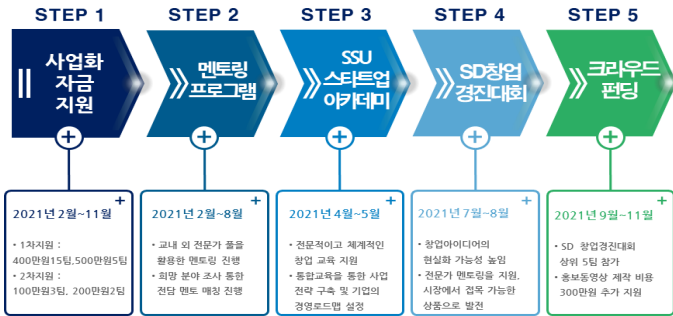 STEP 1
사업화
자금
지원
2021년 2월~11월
• 1차지원 :
400만원15팀,500만원5팀
• 2차지원 :
100만원3팀, 200만원2팀
STEP 2
멘토링
프로그램
2021년 2월~8월
• 교내 외 전문가 풀을
활용한 멘토링 진행
• 희망 분야 조사 통한
전담 멘토 매칭 진행
STEP 3
SSU
스타트업
아카데미
2021년 4월~5월
• 전문적이고 체계적인
창업 교육 지원
• 통합교육을 통한 사업
전략 구축 및 기업의
경영로드맵 설정
STEP 4
SD창업
경진대회
2021년 7월~8월
• 창업아이디어의
현실화 가능성 높임
• 전문가 멘토링을 지원,
시장에서 접목 가능한
상품으로 발전
STEP 5
크라우드
펀딩
2021년 9월~11월
• SD 창업경진대회
상위 5팀 참가
• 홍보동영상 제작 비용
300만원 추가 지원